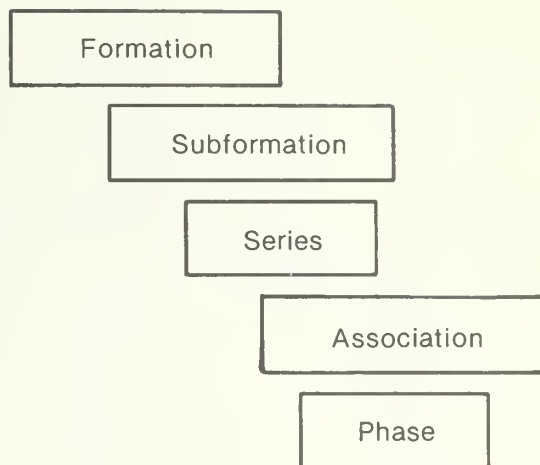 Formation
Subformation
Series
Association
Phase